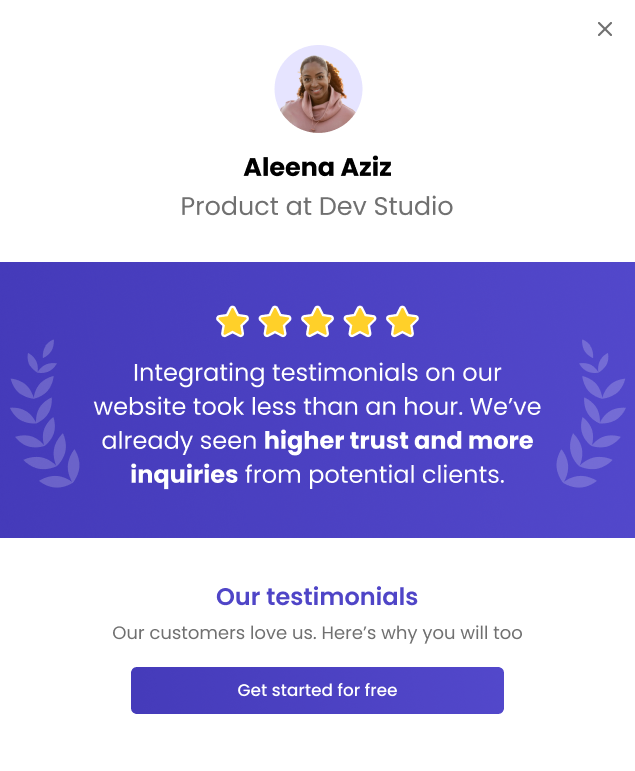 Aleena Aziz
Product at Dev Studio
Integrating testimonials on our
website took less than an hour. We’ve
already seen higher trust and more
inquiries from potential clients.
Our testimonials
Our customers love us. Here’s why you will too
Get started for free